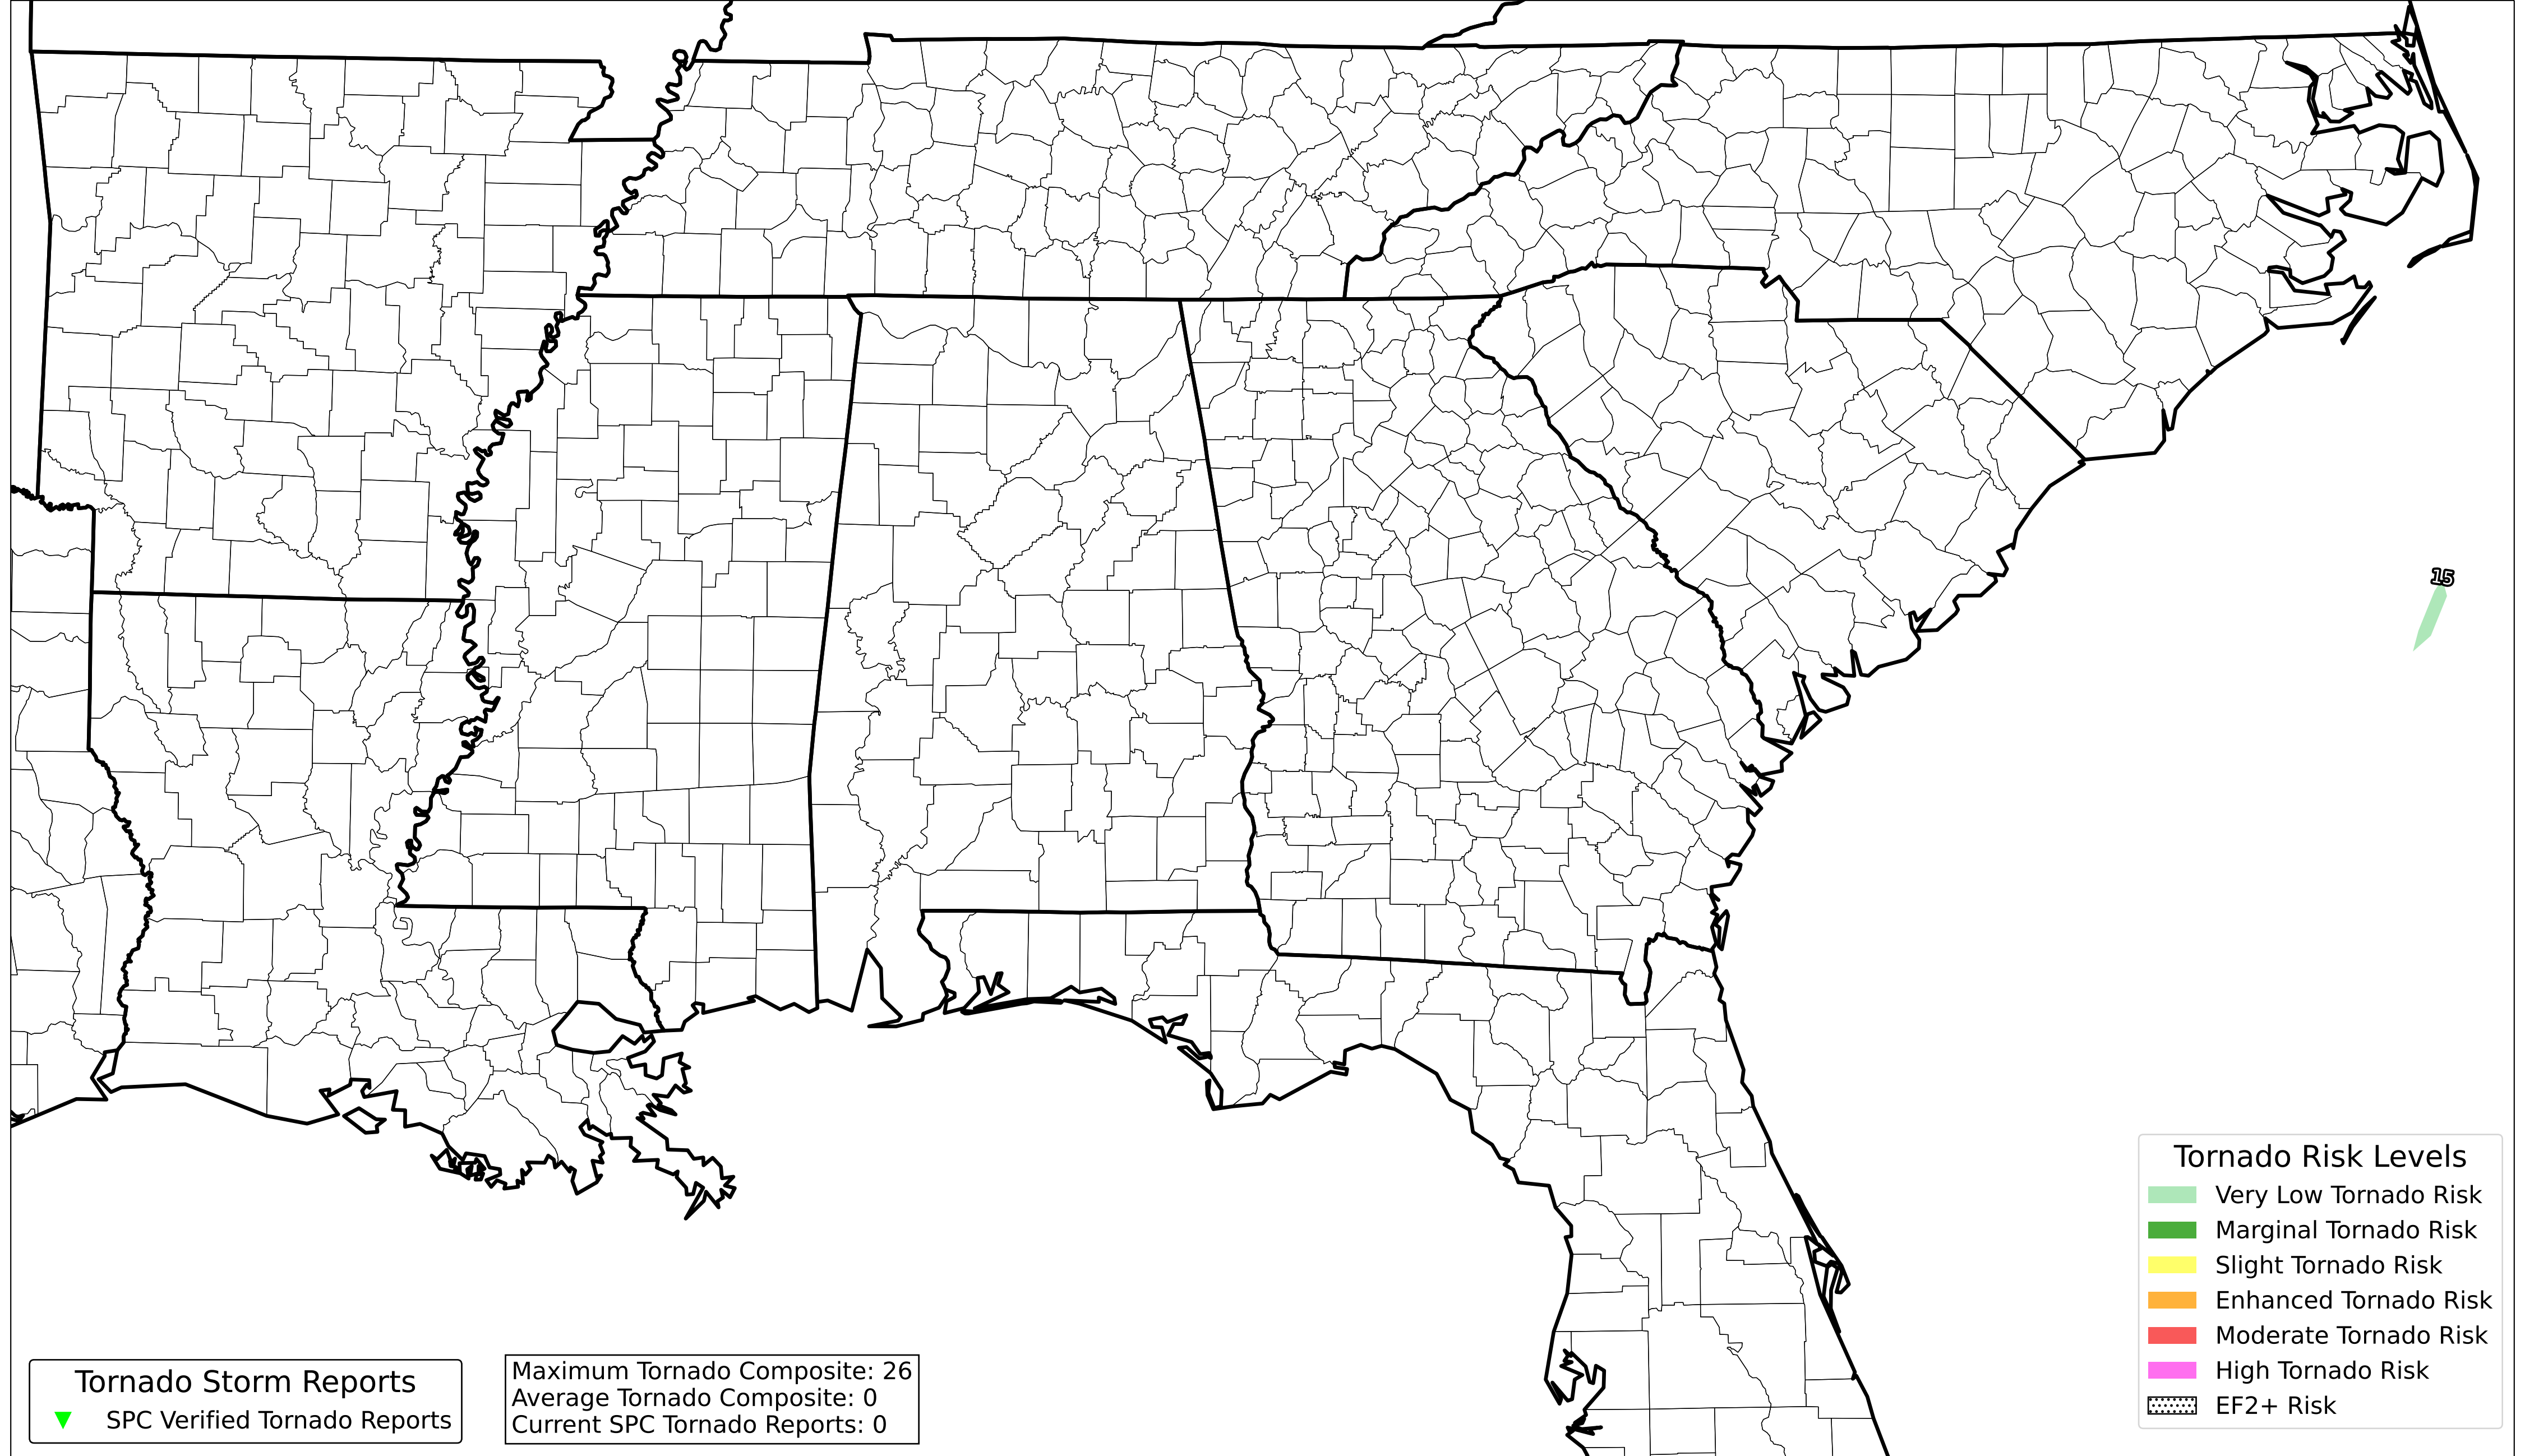 15
Tornado Risk Levels
Very Low Tornado Risk
Marginal Tornado Risk
Slight Tornado Risk
Enhanced Tornado Risk
Moderate Tornado Risk
High Tornado Risk
EF2+ Risk
Tornado Storm Reports
SPC Verified Tornado Reports
Maximum Tornado Composite: 26
Average Tornado Composite: 0
Current SPC Tornado Reports: 0